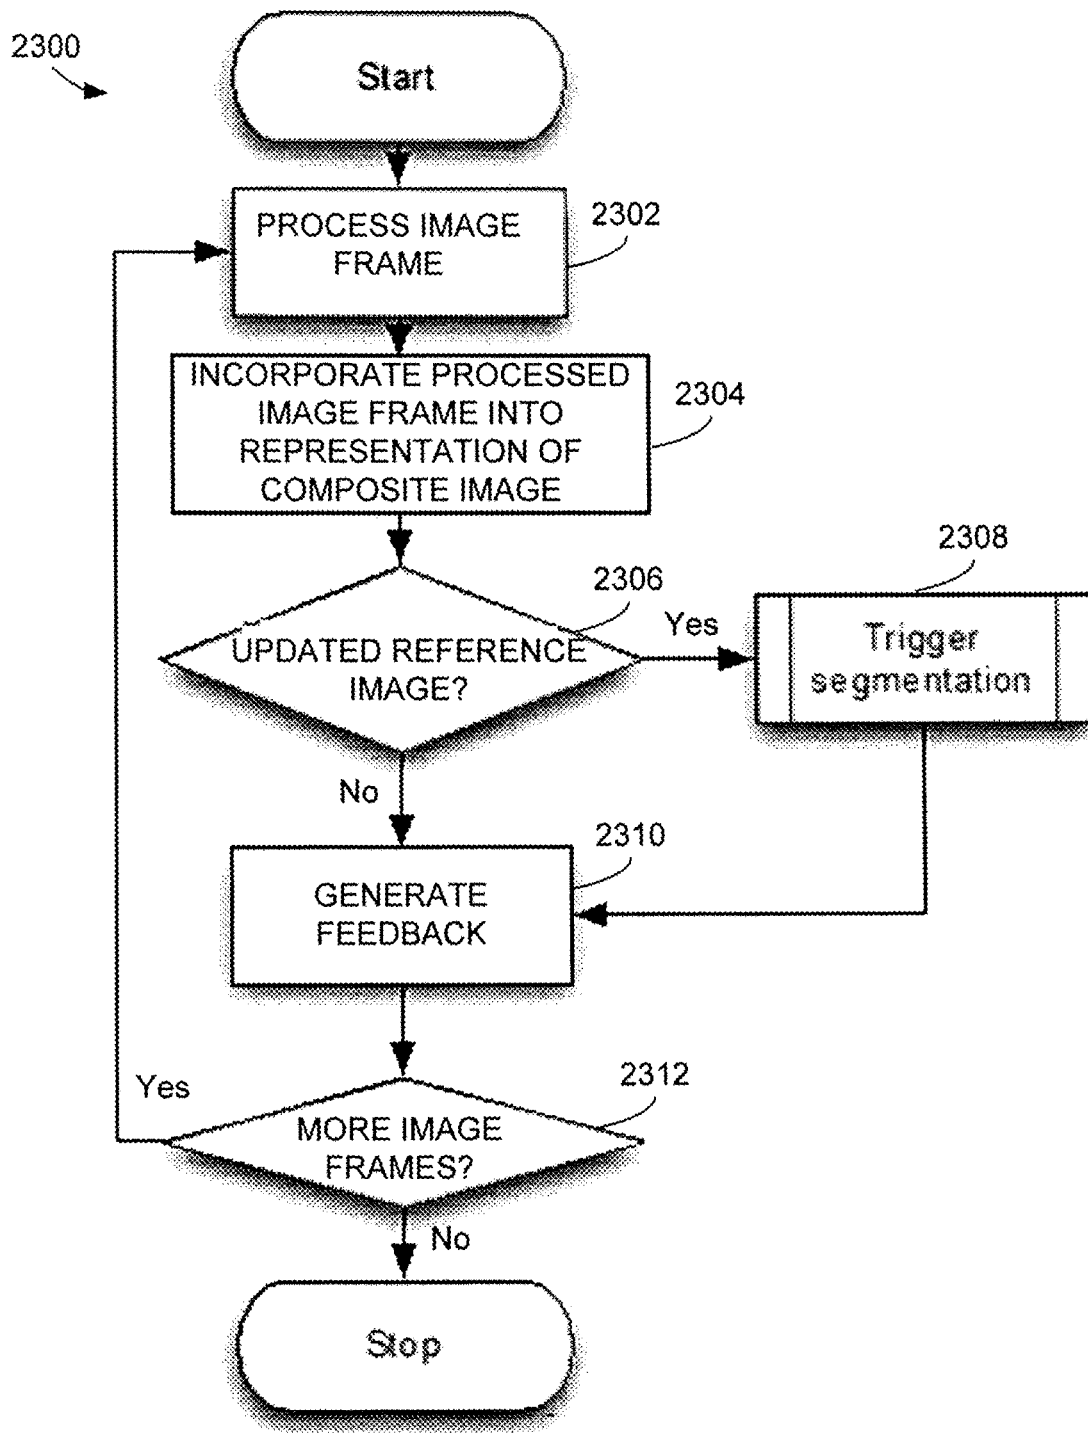 2300
Start
PROCESS IMAGE
FRAME
2302
INCORPORATE PROCESSED
IMAGE FRAME INTO
REPRESENTATION OF
COMPOSITE IMAGE
2304
UPDATED REFERENCE
IMAGE?
2306
Yes
2308
Trigger
segmentation
No
GENERATE
FEEDBACK
2310
Yes
MORE IMAGE
FRAMES?
2312
No
Stop